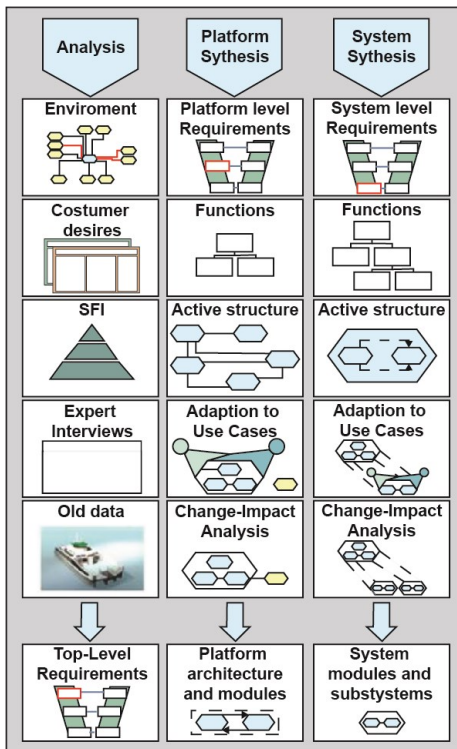 Analysis
Platform
Sythesis
System
Sythesis
Enviroment
Platform level
Requirements
System level
Requirements
Costumer
desires
Functions
Functions
SFI
Active structure
Active structure
Expert
Interviews
Adaption to
Use Cases
Adaption to
Use Cases
Old data
Change-Impact
Analysis
Change-Impact
Analysis
Top-Level
Requirements
Platform
architecture
and modules
System
modules and
substystems